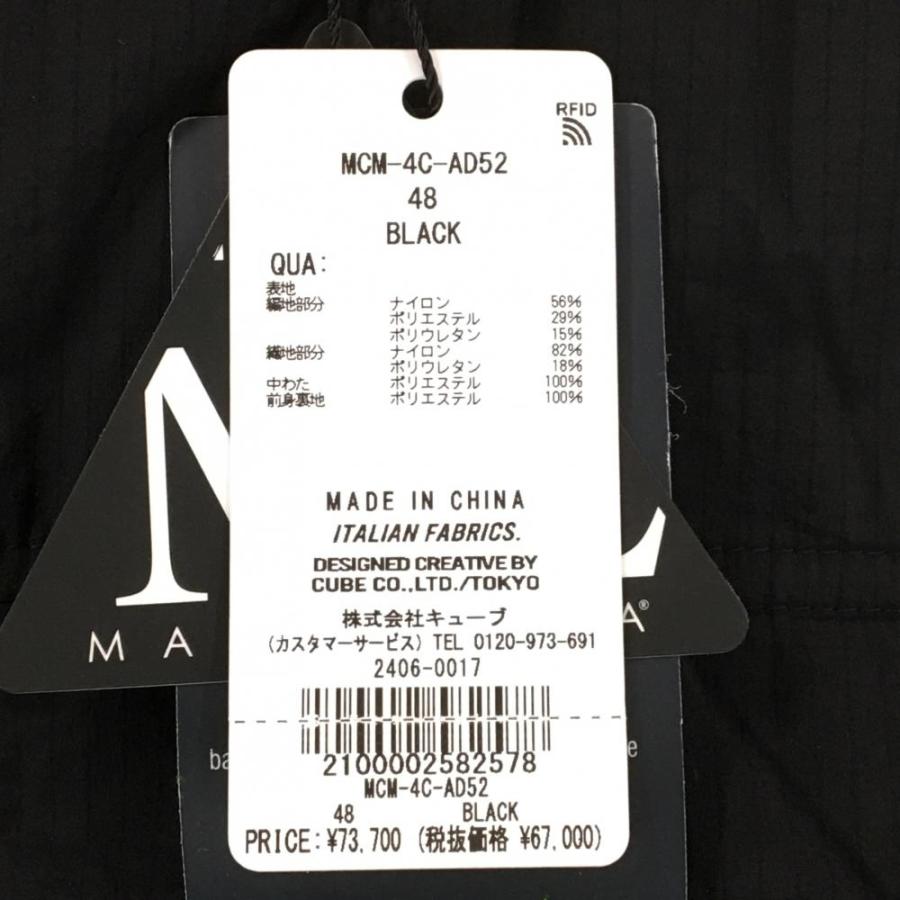 RFID
MCM-4C-AD52
48
BLACK
QUA:
表地
編地部分 ナイロン 56%
ポリエステル 29%
ポリウレタン 15%
織地部分 ナイロン 82%
ポリウレタン 18%
中わた ポリエステル 100%
前身裏地 ポリエステル 100%
MADE IN CHINA
ITALIAN FABRICS.
DESIGNED CREATIVE BY
CUBE CO.,LTD./TOKYO
株式会社キューブ
(カスタマーサービス) TEL 0120-973-691
2406-0017
2100002582578
MCM-4C-AD52
48 BLACK
PRICE:¥73,700 (税抜価格 ¥67,000)
MA
A®
ba
e